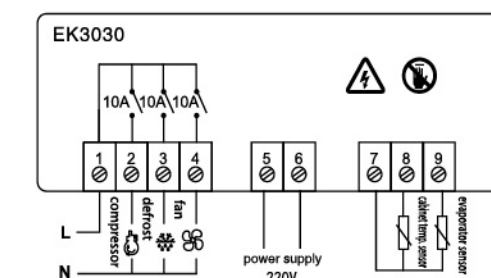 EK3030
10A 10A 10A
1 2 3 4 5 6 7 8 9
compressor
defrost
fan
cabinet temp. sensor
evaporator sensor
L
N
power supply
220V